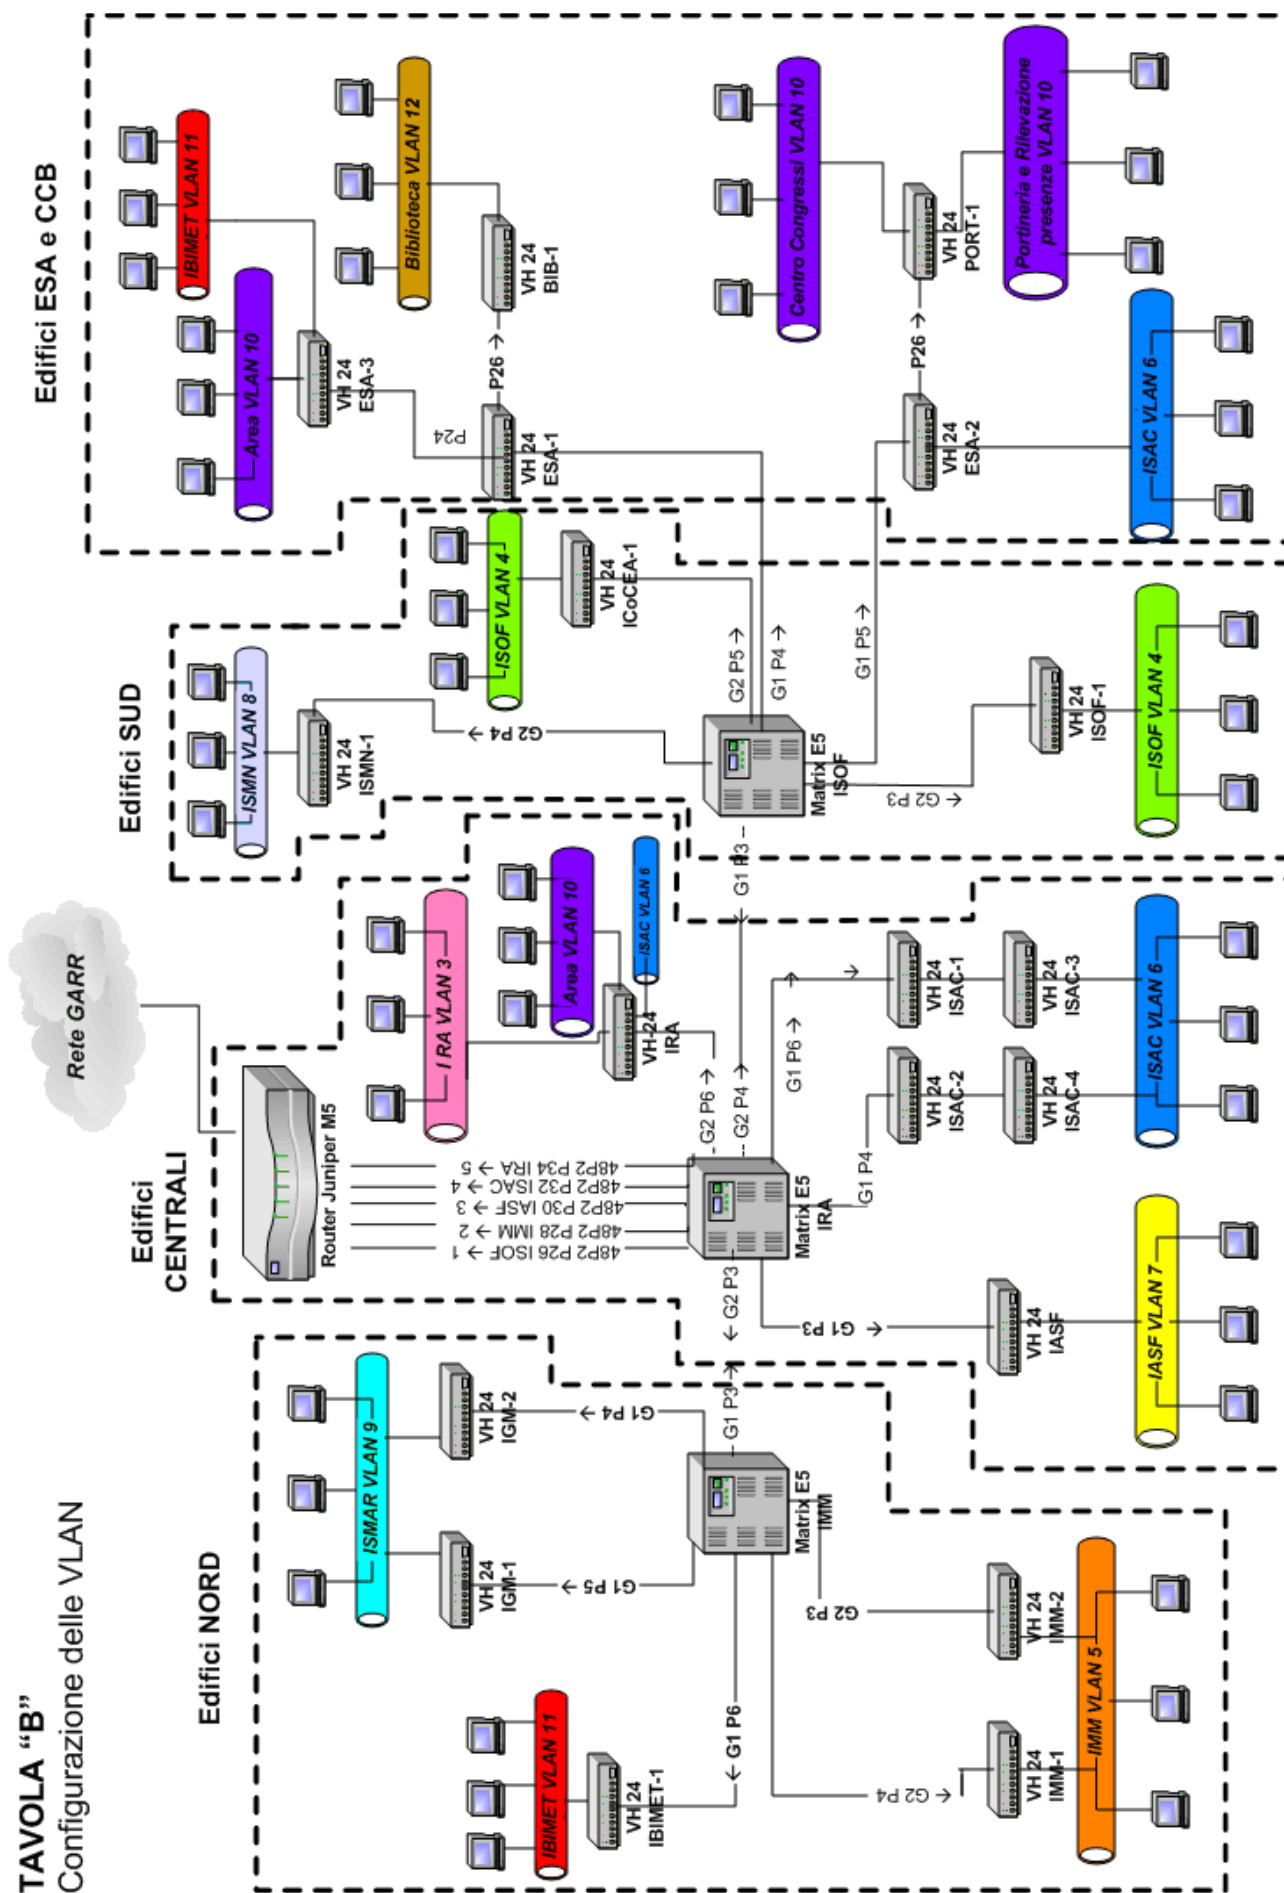 TAVOLA “B”
Configurazione delle VLAN
Edifici NORD
Edifici
CENTRALI
Edifici SUD
Edifici ESA e CCB
Rete GARR
Router Juniper M5
48P2 P26 ISOF → 1
48P2 P28 IMM → 2
48P2 P30 IASF → 3
48P2 P32 ISAC → 4
48P2 P34 IRA → 5
ISMAR VLAN 9
VH 24
IGM-1
VH 24
IGM-2
G1 P5 →
G1 P4 →
IBIMET VLAN 11
VH 24
IBIMET-1
← G1 P6
Matrix E5
IMM
G1 P3 →
← G2 P3
G2 P4
←
G2 P3
VH 24
IMM-1
VH 24
IMM-2
IMM VLAN 5
I RA VLAN 3
Area VLAN 10
ISAC VLAN 6
VH-24
IRA
Matrix E5
IRA
G2 P6 →
G2 P4 →
G1 P3
G1 P6 →
→
G1 P4
G1 P3
←
VH 24
IASF
IASF VLAN 7
VH 24
ISAC-1
VH 24
ISAC-2
VH 24
ISAC-3
VH 24
ISAC-4
ISAC VLAN 6
ISMN VLAN 8
VH 24
ISMN-1
G2 P4 →
ISOF VLAN 4
VH 24
ICoCEA-1
Matrix E5
ISOF
G2 P5 →
G1 P4 →
G1 P5 →
G2 P3
←
VH 24
ISOF-1
ISOF VLAN 4
IBIMET VLAN 11
Area VLAN 10
VH 24
ESA-3
P24
VH 24
ESA-1
P26 →
VH 24
BIB-1
Biblioteca VLAN 12
Centro Congressi VLAN 10
VH 24
PORT-1
Portineria e Rilevazione
presenze VLAN 10
P26 →
VH 24
ESA-2
ISAC VLAN 6